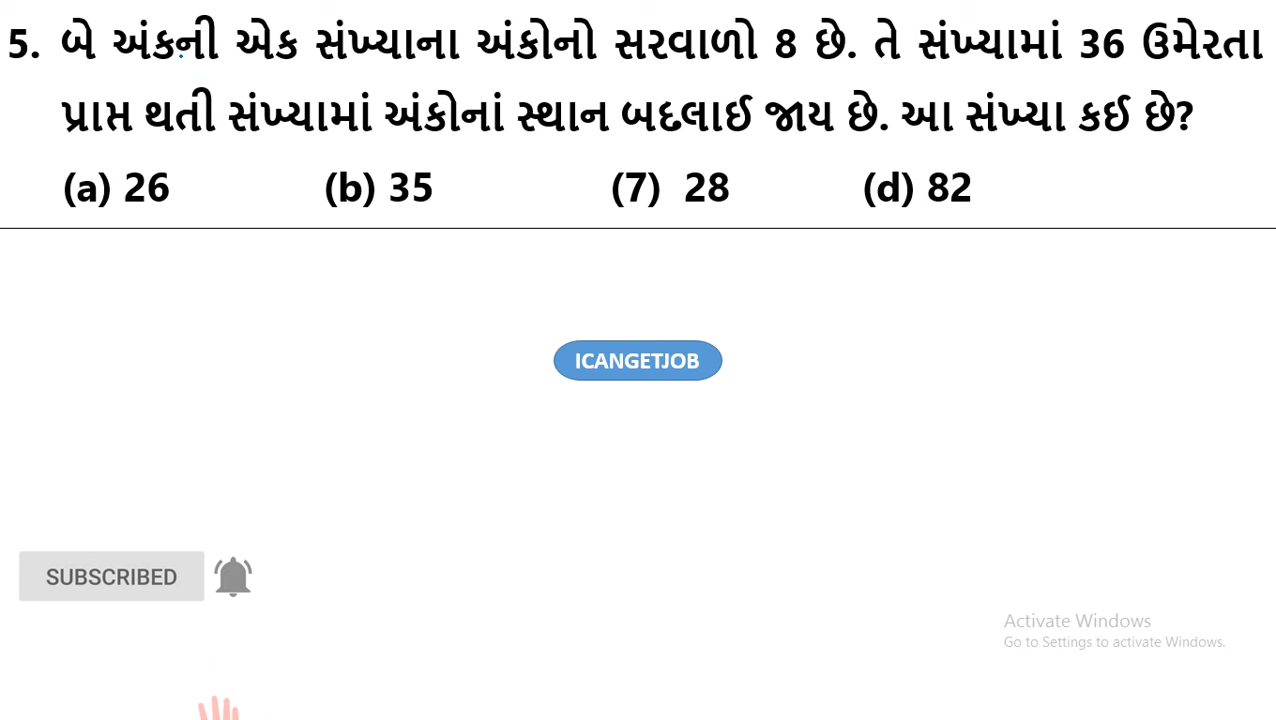 5. બે અંકની એક સંખ્યાના અંકોનો સરવાળો 8 છે. તે સંખ્યામાં 36 ઉમેરતા
પ્રાપ્ત થતી સંખ્યામાં અંકોનાં સ્થાન બદલાઈ જાય છે. આ સંખ્યા કઈ છે?
(a) 26 (b) 35 (7) 28 (d) 82
ICANGETJOB
SUBSCRIBED
Activate Windows
Go to Settings to activate Windows.